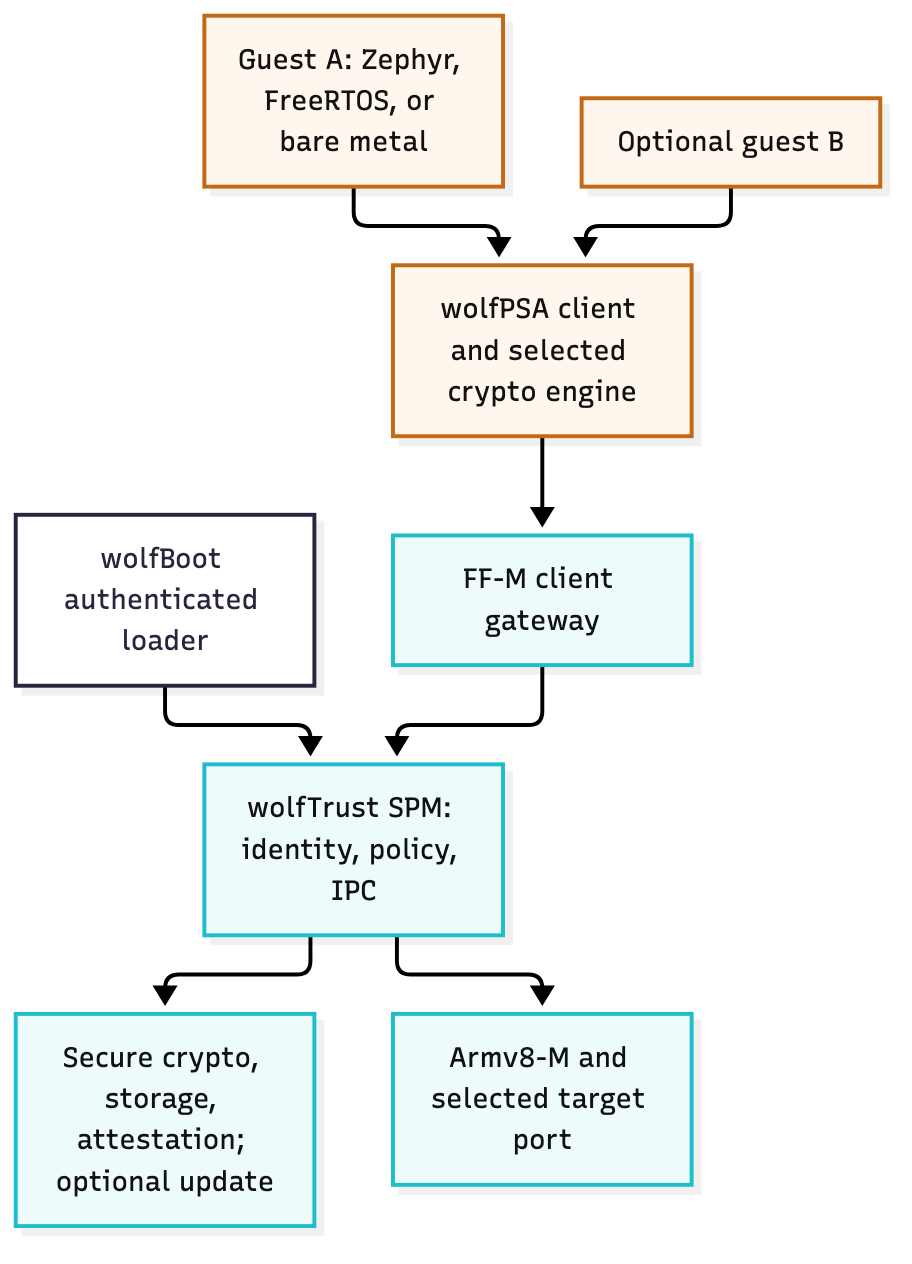 Guest A: Zephyr,
FreeRTOS, or
bare metal
Optional guest B
wolfPSA client
and selected
crypto engine
wolfBoot
authenticated
loader
FF-M client
gateway
wolfTrust SPM:
identity, policy,
IPC
Secure crypto,
storage,
attestation;
optional update
Armv8-M and
selected target
port